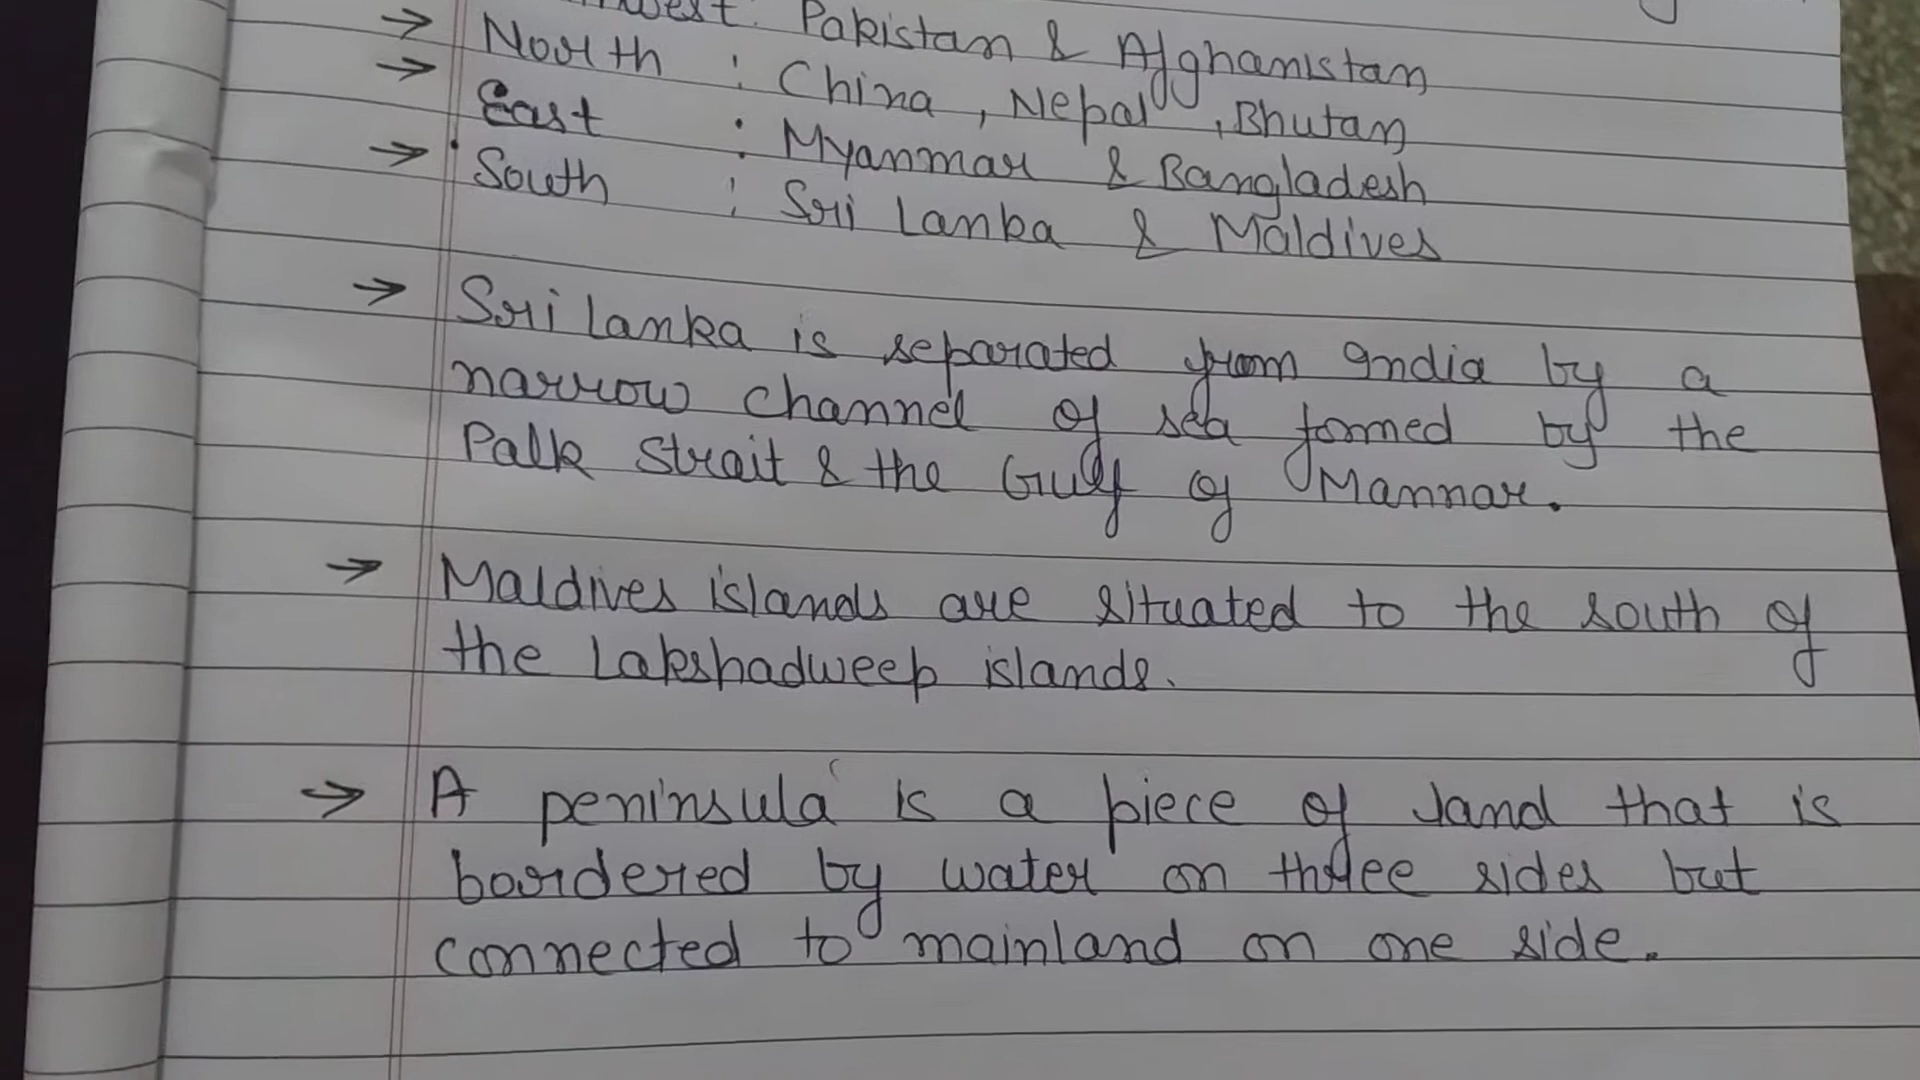 west: Pakistan & Afghanistan
→ North : China, Nepal, Bhutan
→ East : Myanmar & Bangladesh
→ South : Sri Lanka & Maldives
→ Sri Lanka is separated from India by a
narrow channel of sea formed by the
Palk Strait & the Gulf of Mannar.
→ Maldives islands are situated to the south of
the Lakshadweep islands.
→ A peninsula is a piece of land that is
bordered by water on three sides but
connected to mainland on one side.